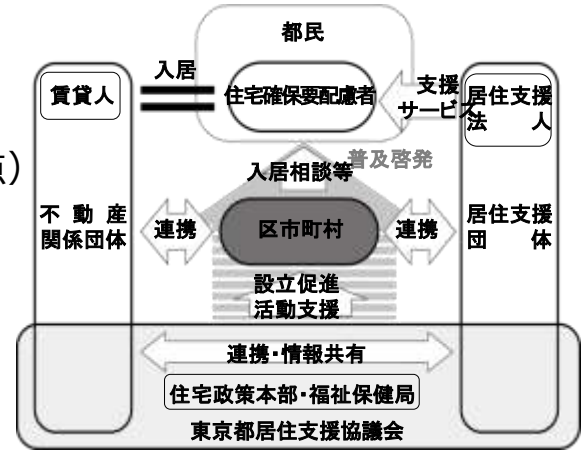 都民
入居
賃貸人
住宅確保要配慮者
支援
サービス
居住支援
法人
点）
普及啓発
入居相談等
不動産
関係団体
連携
区市町村
連携
居住支援
団体
設立促進
活動支援
連携・情報共有
住宅政策本部・福祉保健局
東京都居住支援協議会